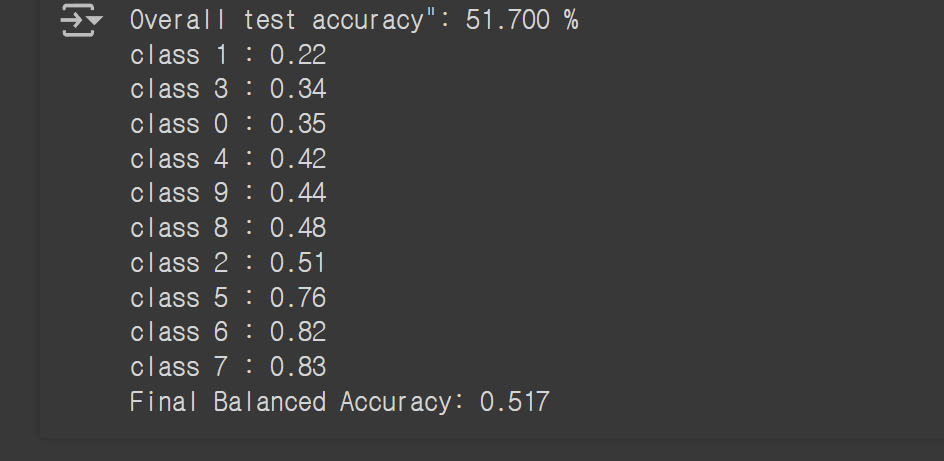 Overall test accuracy": 51.700 %
class 1 : 0.22
class 3 : 0.34
class 0 : 0.35
class 4 : 0.42
class 9 : 0.44
class 8 : 0.48
class 2 : 0.51
class 5 : 0.76
class 6 : 0.82
class 7 : 0.83
Final Balanced Accuracy: 0.517